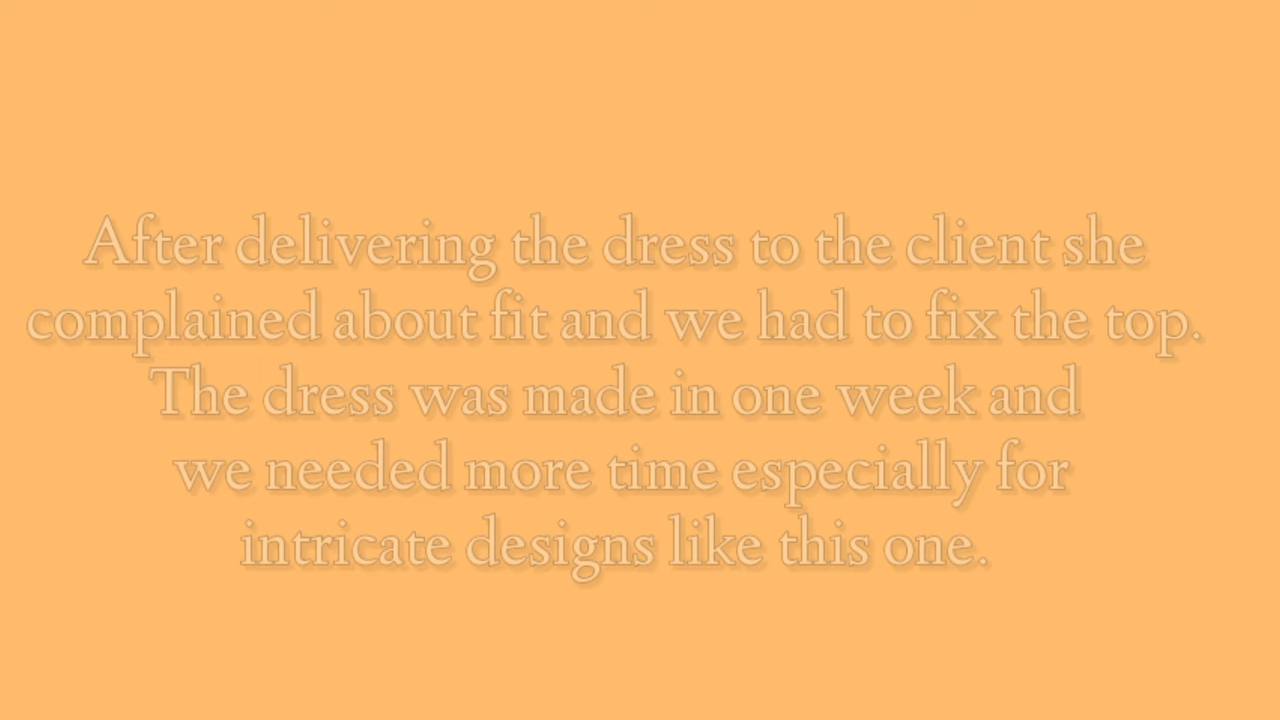 After delivering the dress to the client she
complained about fit and we had to fix the top.
The dress was made in one week and
we needed more time especially for
intricate designs like this one.